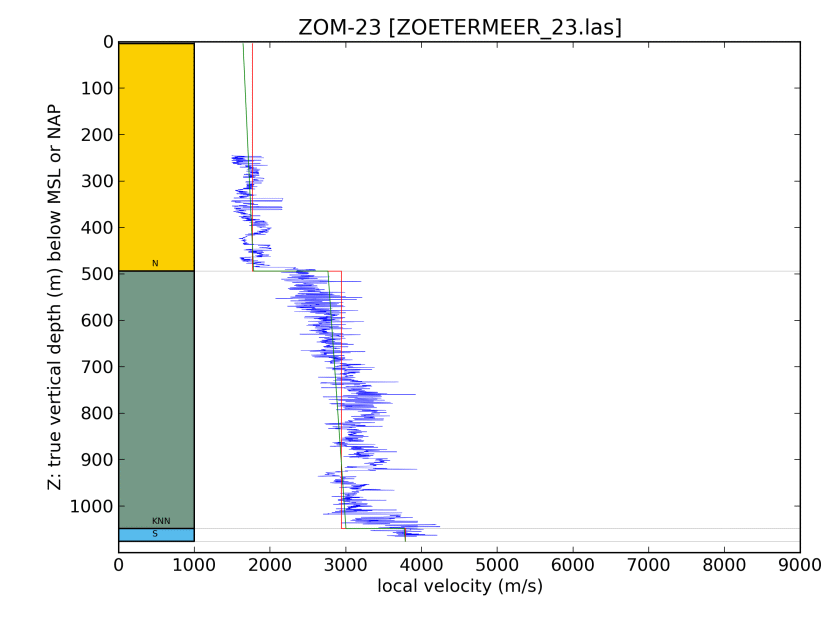 ZOM-23 [ZOETERMEER_23.las]
Z: true vertical depth (m) below MSL or NAP
0
100
200
300
400
500
600
700
800
900
1000
N
KNN
S
0 1000 2000 3000 4000 5000 6000 7000 8000 9000
local velocity (m/s)